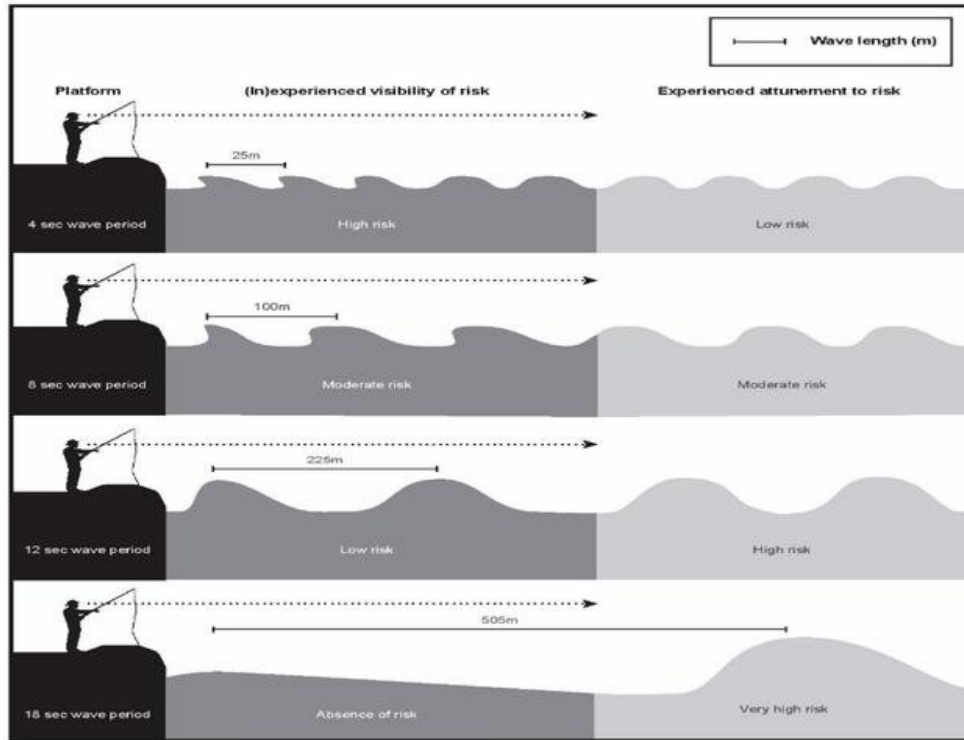 Wave length (m)
Platform
(In)experienced visibility of risk
Experienced attunement to risk
25m
4 sec wave period
High risk
Low risk
100m
8 sec wave period
Moderate risk
Moderate risk
225m
12 sec wave period
Low risk
High risk
505m
18 sec wave period
Absence of risk
Very high risk